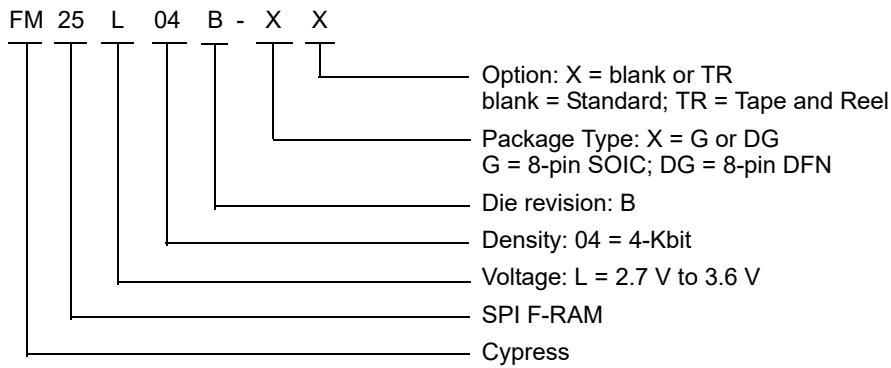 FM 25 L 04 B - X X
Option: X = blank or TR
blank = Standard; TR = Tape and Reel
Package Type: X = G or DG
G = 8-pin SOIC; DG = 8-pin DFN
Die revision: B
Density: 04 = 4-Kbit
Voltage: L = 2.7 V to 3.6 V
SPI F-RAM
Cypress